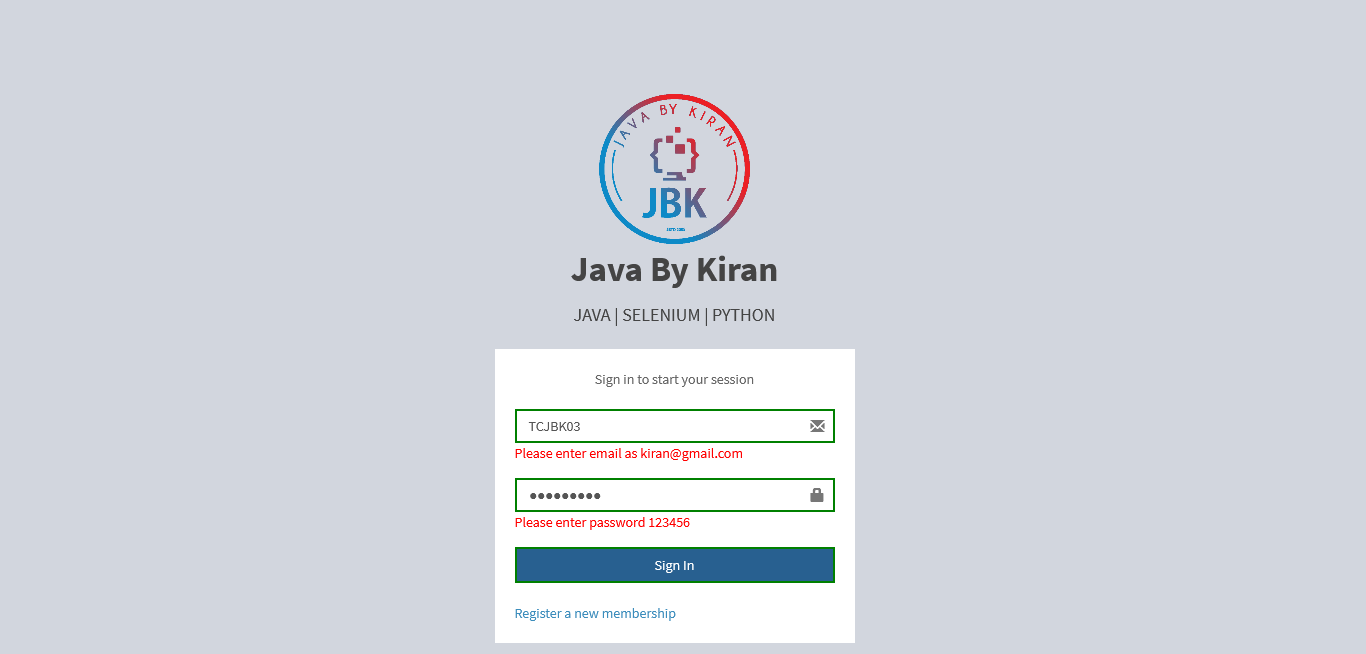 JAVA BY KIRAN
JBK
Java By Kiran
JAVA | SELENIUM | PYTHON
Sign in to start your session
TCJBK03
Please enter email as kiran@gmail.com
●●●●●●●●●
Please enter password 123456
Sign In
Register a new membership